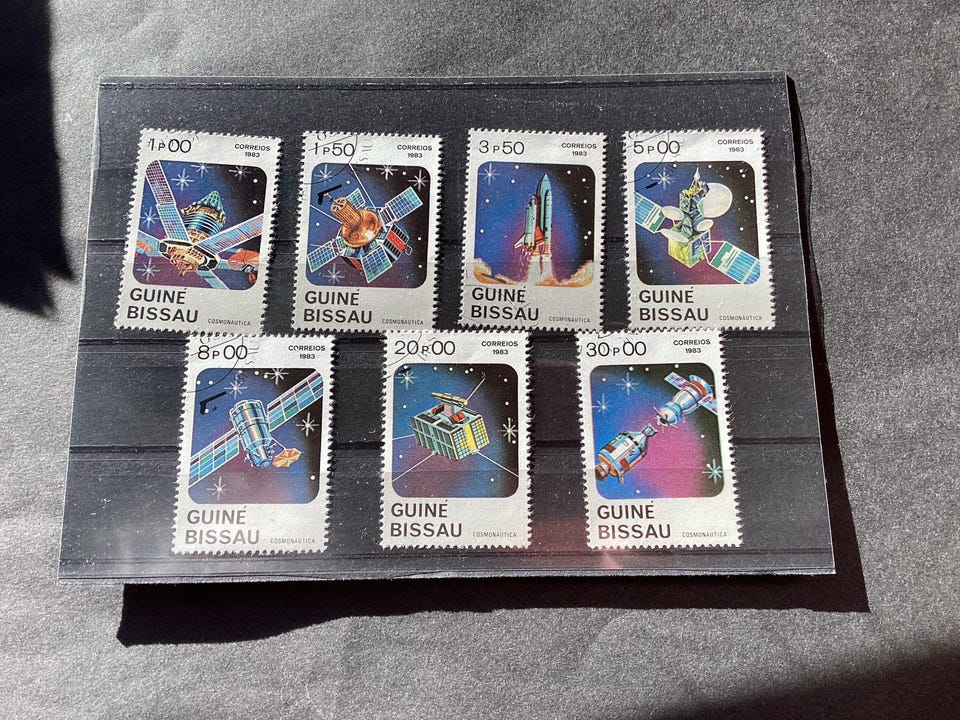 1P00
CORREIOS
1983
GUINÉ
BISSAU
COSMONAUTICA
1P50
CORREIOS
1983
GUINÉ
BISSAU
COSMONAUTICA
3P50
CORREIOS
1983
GUINÉ
BISSAU
COSMONAUTICA
5P00
CORREIOS
1983
GUINÉ
BISSAU
COSMONAUTICA
8P00
CORREIOS
1983
GUINÉ
BISSAU
COSMONAUTICA
20P00
CORREIOS
1983
GUINÉ
BISSAU
COSMONAUTICA
30P00
CORREIOS
1983
GUINÉ
BISSAU
COSMONAUTICA